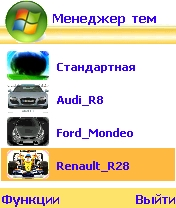 Менеджер тем
Стандартная
Audi_R8
Ford_Mondeo
Renault_R28
Функции Выйти